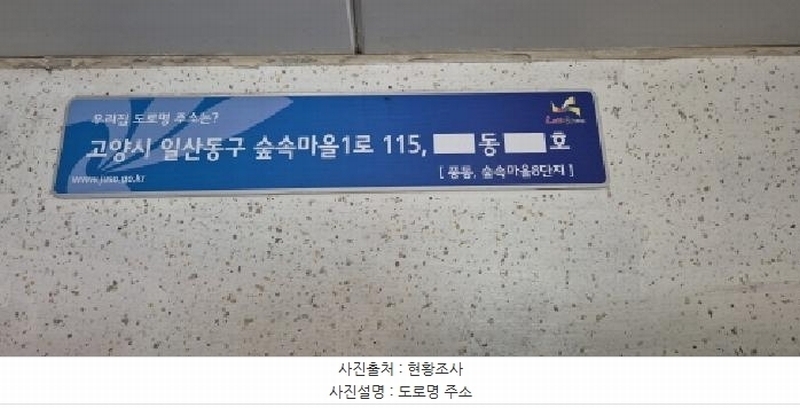 우리집 도로명 주소는?
고양시 일산동구 숲속마을1로 115, 동 호
www.juso.go.kr
[ 풍동, 숲속마을8단지 ]
사진출처 : 현황조사
사진설명 : 도로명 주소